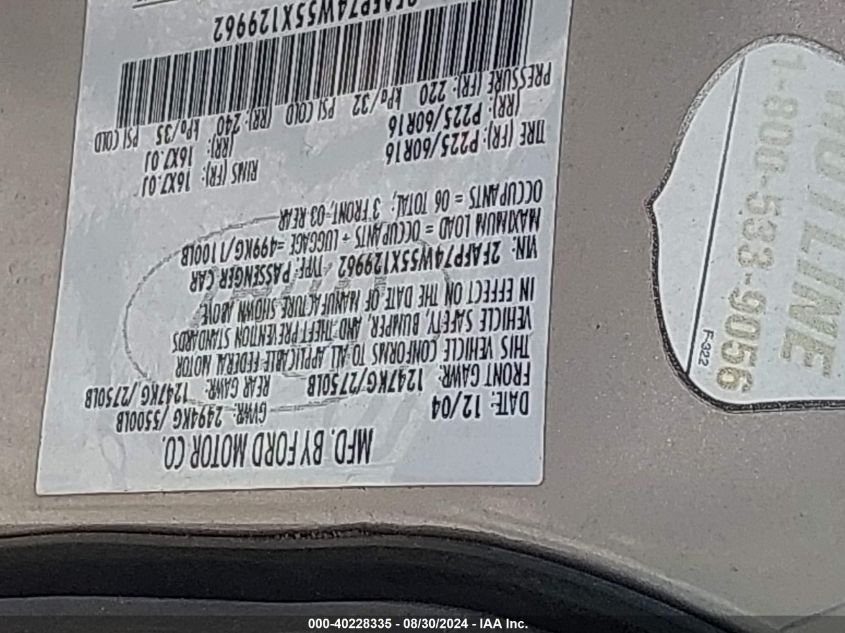 MFD. BY FORD MOTOR CO.
DATE: 12/04
GVWR: 2494KG/5500LB
FRONT GAWR: 1247KG/2750LB
REAR GAWR: 1247KG/2750LB
THIS VEHICLE CONFORMS TO ALL APPLICABLE FEDERAL MOTOR
VEHICLE SAFETY, BUMPER, AND THEFT PREVENTION STANDARDS
IN EFFECT ON THE DATE OF MANUFACTURE SHOWN ABOVE.
VIN: 2FAFP74W55X129962 TYPE: PASSENGER CAR
MAXIMUM LOAD = OCCUPANTS + LUGGAGE =499KG/1100LB
OCCUPANTS = 06 TOTAL; 3 FRONT,-03 REAR
RIMS (FR) 16X7.0J
(RR): 16X7.0J
TIRE (FR): P225/60R16
(RR): P225/60R16
PRESSURE (FR): 220 kPa/32 PSI COLD
(RR): 240 kPa/35 PSI COLD
2FAFP74W55X129962
HOTLINE
1-800-533-9056
F-322
000-40228335 - 08/30/2024 - IAA Inc.